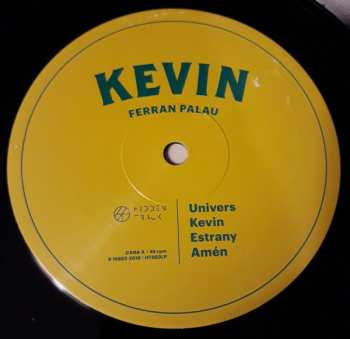 KEVIN
FERRAN PALAU
HIDDEN
TRACK
Univers
Kevin
Estrany
Amén
CARA A · 45 rpm